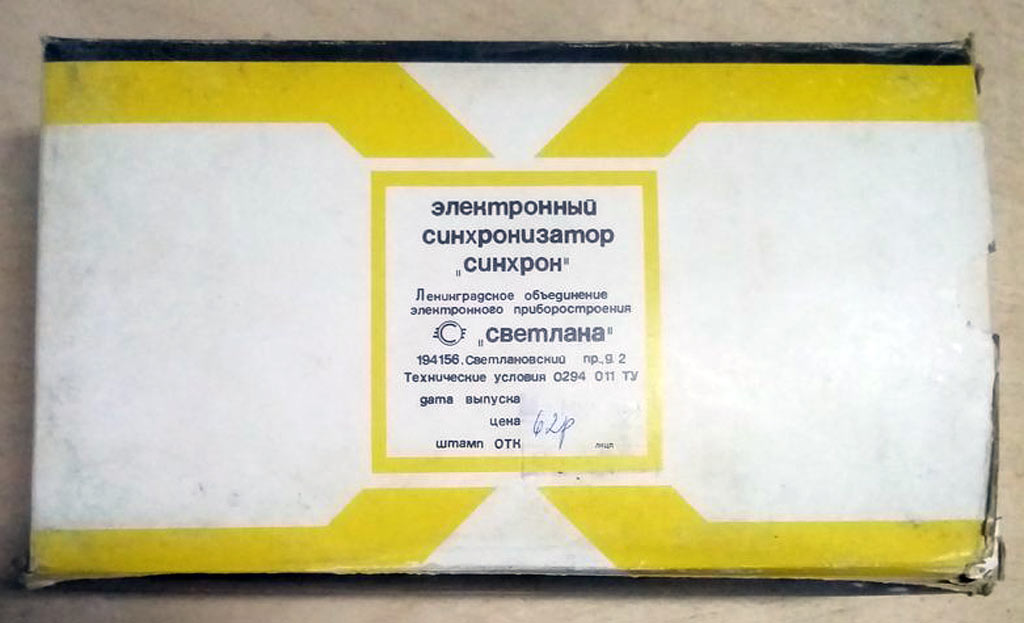 электронный
синхронизатор
„синхрон"
Ленинградское объединение
электронного приборостроения
С „светлана"
194156, Светлановский пр., д. 2
Технические условия 0294 011 ТУ
дата выпуска
цена 62р
штамп ОТК